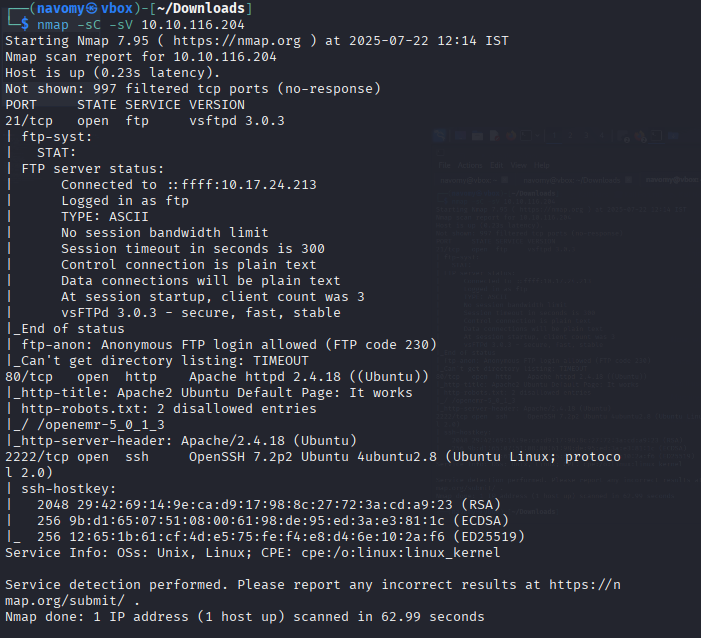 ┌──(navomy㉿vbox)-[~/Downloads]
└─$ nmap -sC -sV 10.10.116.204
Starting Nmap 7.95 ( https://nmap.org ) at 2025-07-22 12:14 IST
Nmap scan report for 10.10.116.204
Host is up (0.23s latency).
Not shown: 997 filtered tcp ports (no-response)
PORT     STATE SERVICE VERSION
21/tcp   open  ftp     vsftpd 3.0.3
| ftp-syst:
|   STAT:
| FTP server status:
|      Connected to ::ffff:10.17.24.213
|      Logged in as ftp
|      TYPE: ASCII
|      No session bandwidth limit
|      Session timeout in seconds is 300
|      Control connection is plain text
|      Data connections will be plain text
|      At session startup, client count was 3
|      vsFTPd 3.0.3 - secure, fast, stable
|_End of status
| ftp-anon: Anonymous FTP login allowed (FTP code 230)
|_Can't get directory listing: TIMEOUT
80/tcp   open  http    Apache httpd 2.4.18 ((Ubuntu))
|_http-title: Apache2 Ubuntu Default Page: It works
| http-robots.txt: 2 disallowed entries
|_/ /openemr-5_0_1_3
|_http-server-header: Apache/2.4.18 (Ubuntu)
2222/tcp open  ssh     OpenSSH 7.2p2 Ubuntu 4ubuntu2.8 (Ubuntu Linux; protoco
l 2.0)
| ssh-hostkey:
|   2048 29:42:69:14:9e:ca:d9:17:98:8c:27:72:3a:cd:a9:23 (RSA)
|   256 9b:d1:65:07:51:08:00:61:98:de:95:ed:3a:e3:81:1c (ECDSA)
|_  256 12:65:1b:61:cf:4d:e5:75:fe:f4:e8:d4:6e:10:2a:f6 (ED25519)
Service Info: OSs: Unix, Linux; CPE: cpe:/o:linux:linux_kernel

Service detection performed. Please report any incorrect results at https://n
map.org/submit/ .
Nmap done: 1 IP address (1 host up) scanned in 62.99 seconds